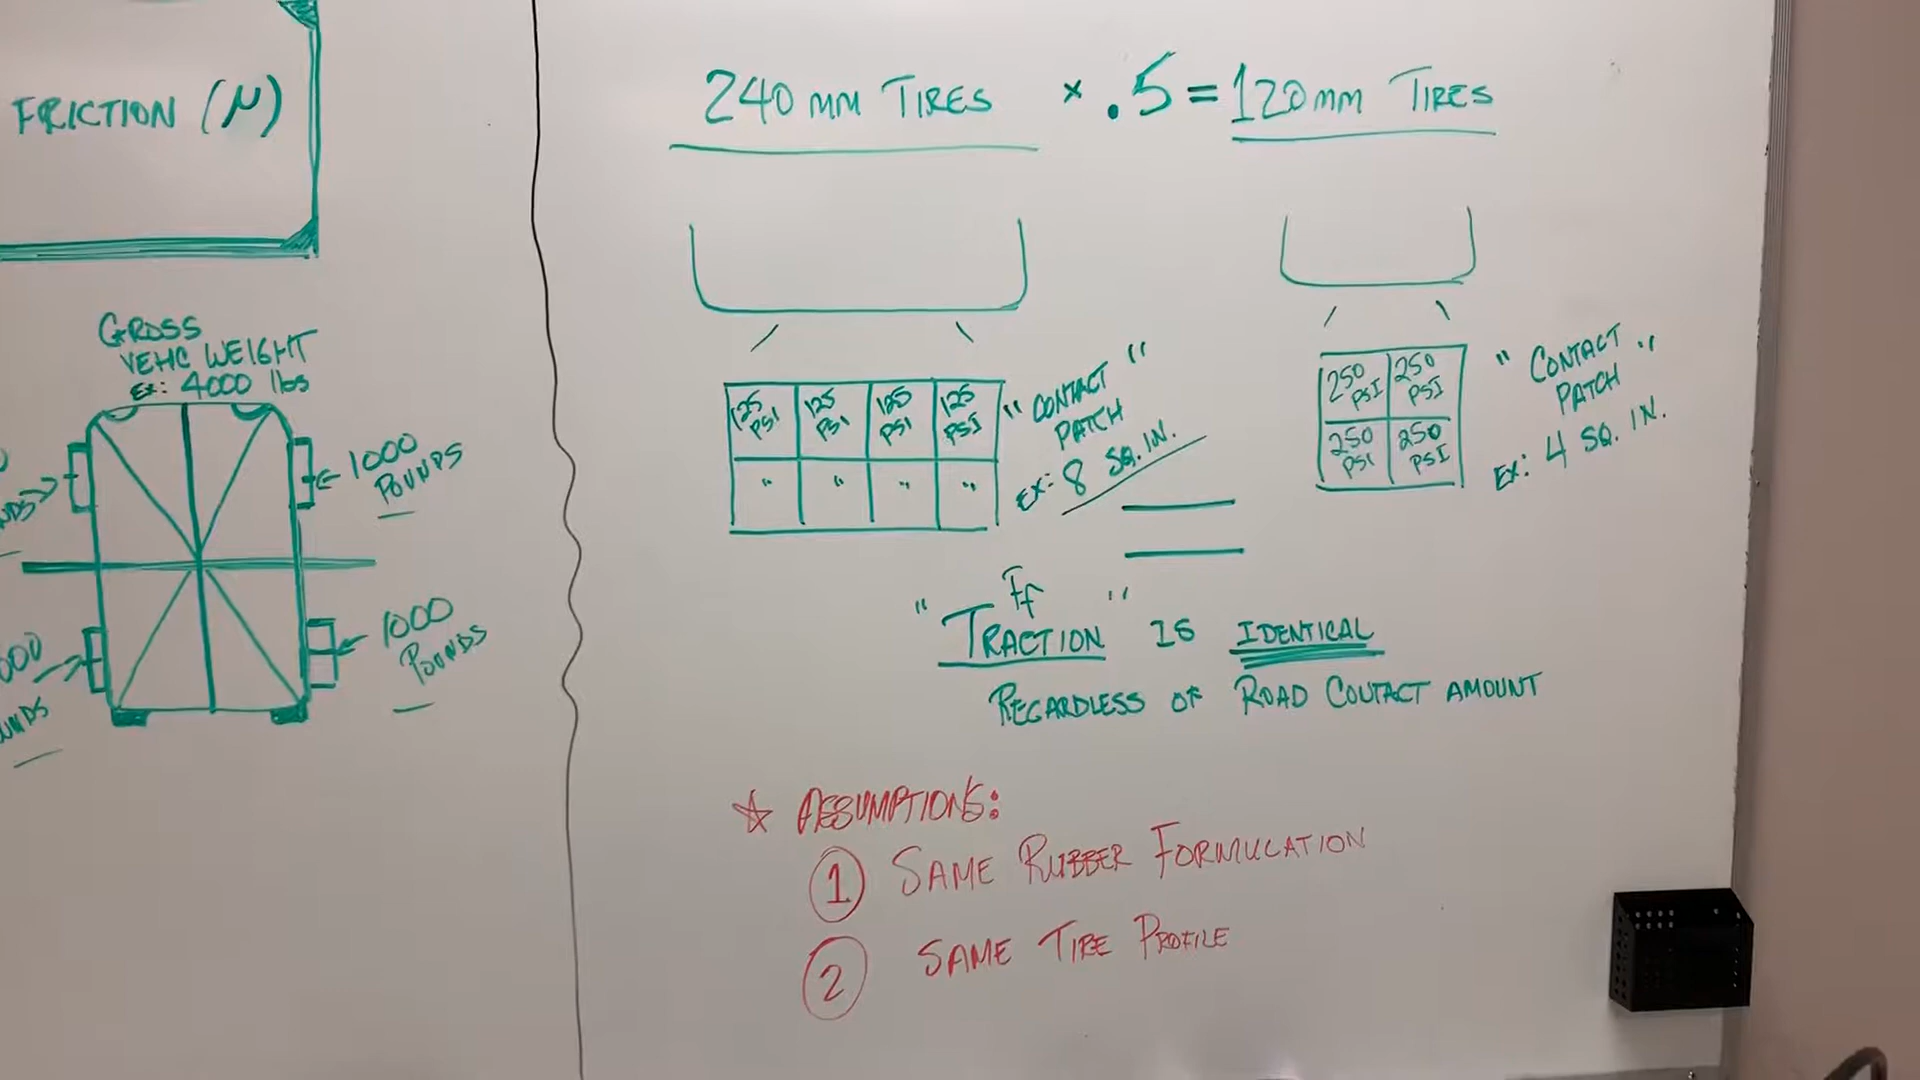 FRICTION (μ)
GROSS
VEHC WEIGHT
EX: 4000 lbs
1000
POUNDS
1000
POUNDS
240 MM TIRES × .5 = 120 MM TIRES
125 PSI 125 PSI 125 PSI 125 PSI
" " " "
"CONTACT"
PATCH
EX: 8 SQ. IN.
250 PSI 250 PSI
250 PSI 250 PSI
"CONTACT"
PATCH
EX: 4 SQ. IN.
Ff
"TRACTION" IS IDENTICAL
REGARDLESS OF ROAD CONTACT AMOUNT
☆ ASSUMPTIONS:
1 SAME RUBBER FORMULATION
2 SAME TIRE PROFILE